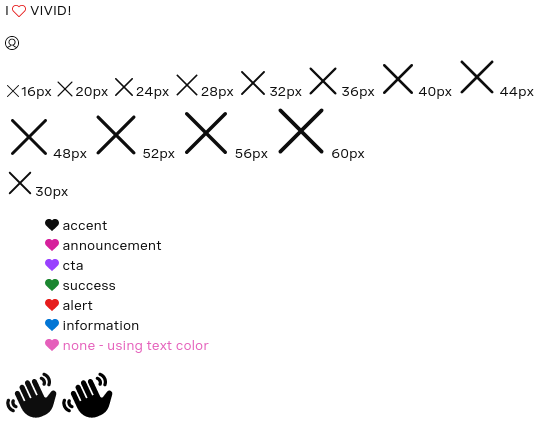 I VIVID!
16px 20px 24px 28px 32px 36px 40px 44px
48px 52px 56px 60px
30px
accent
announcement
cta
success
alert
information
none - using text color